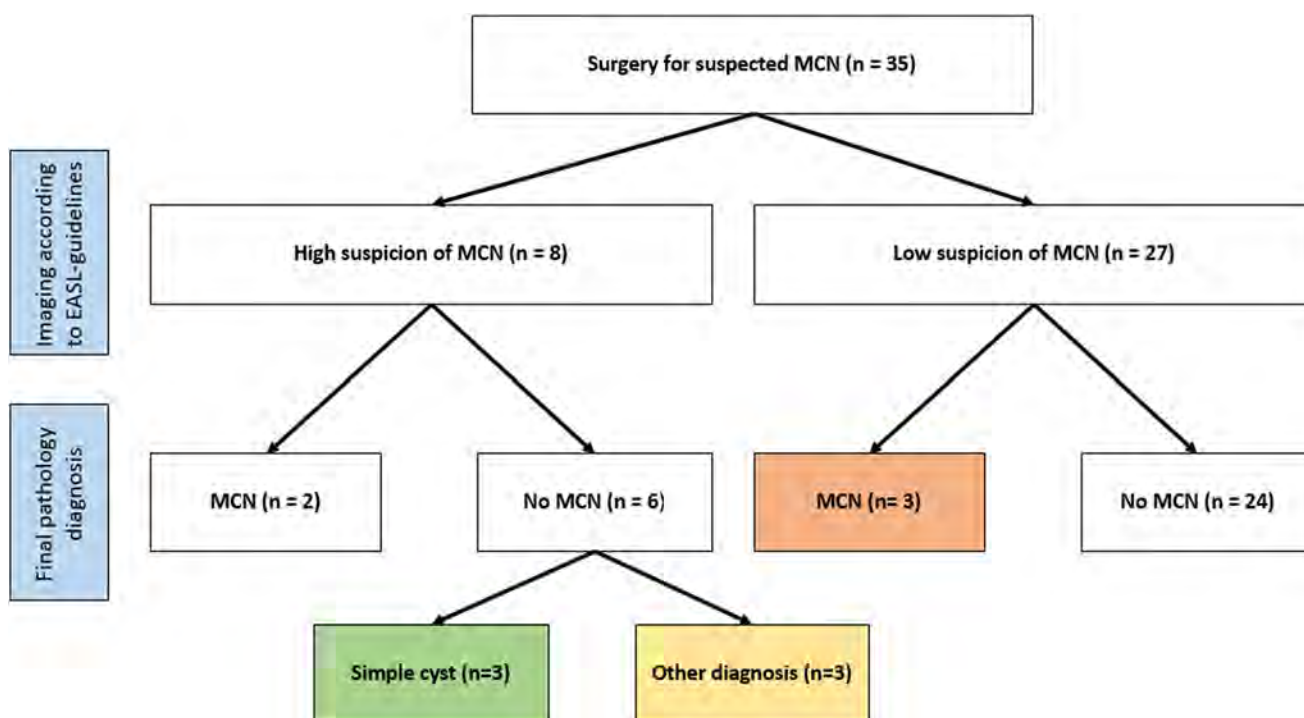 Surgery for suspected MCN (n = 35)
Imaging according
to EASL-guidelines
High suspicion of MCN (n = 8)
Low suspicion of MCN (n = 27)
Final pathology
diagnosis
MCN (n = 2)
No MCN (n = 6)
MCN (n= 3)
No MCN (n = 24)
Simple cyst (n=3)
Other diagnosis (n=3)